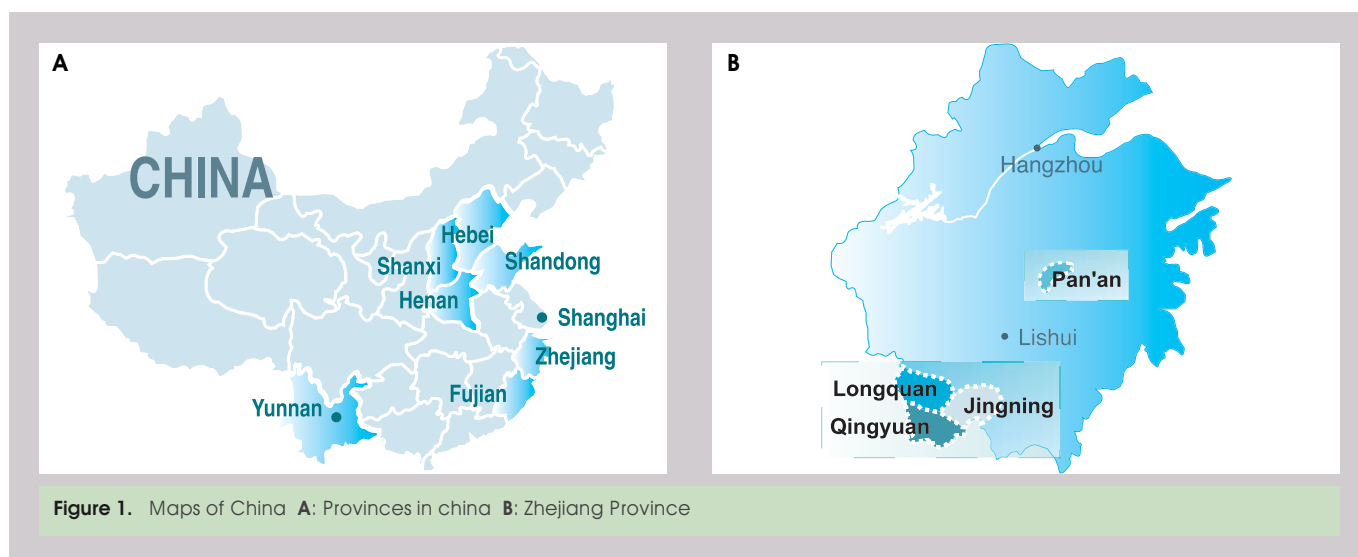 A
CHINA
Hebei
Shanxi
Shandong
Henan
Shanghai
Zhejiang
Fujian
Yunnan
B
Hangzhou
Pan'an
Lishui
Longquan
Jingning
Qingyuan
Figure 1. Maps of China A: Provinces in china B: Zhejiang Province